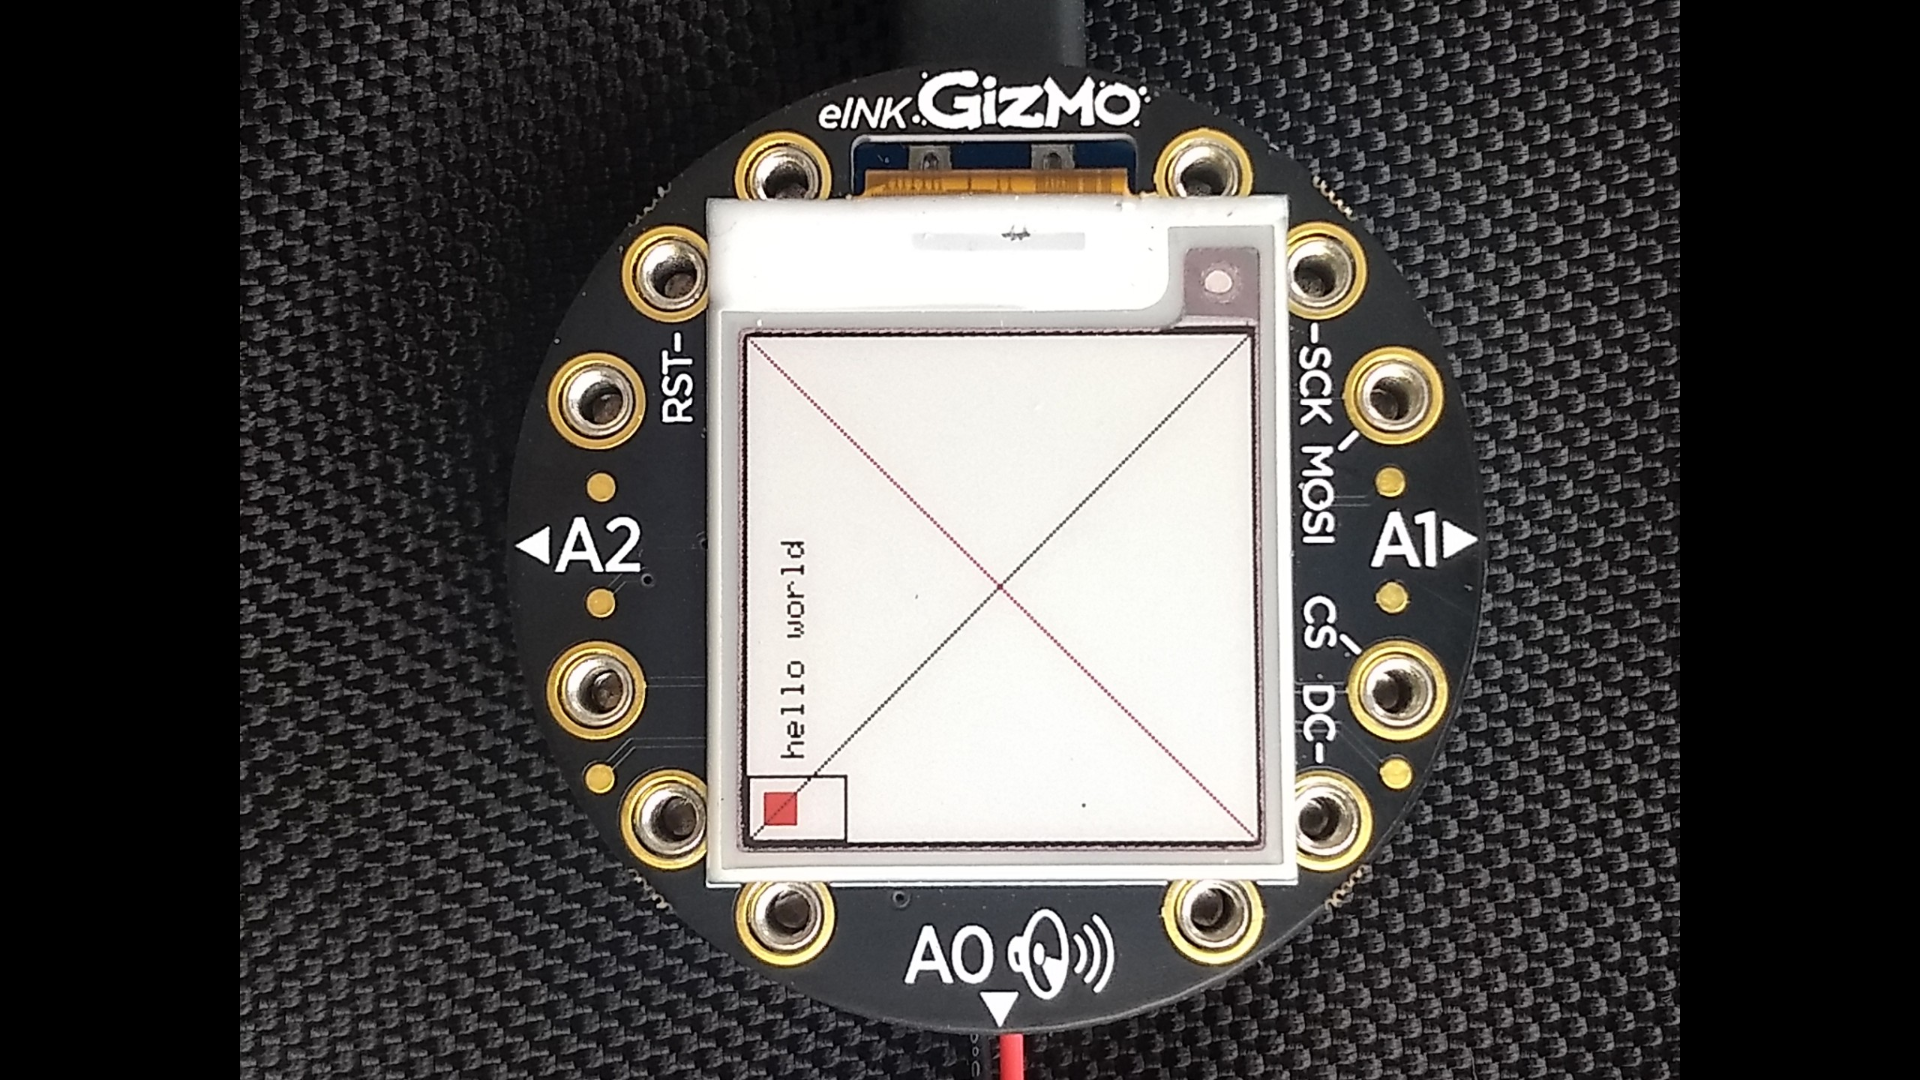 eINK GizMO
RST-
-SCK
MOSI
A2
A1
hello world
CS
DC-
A0